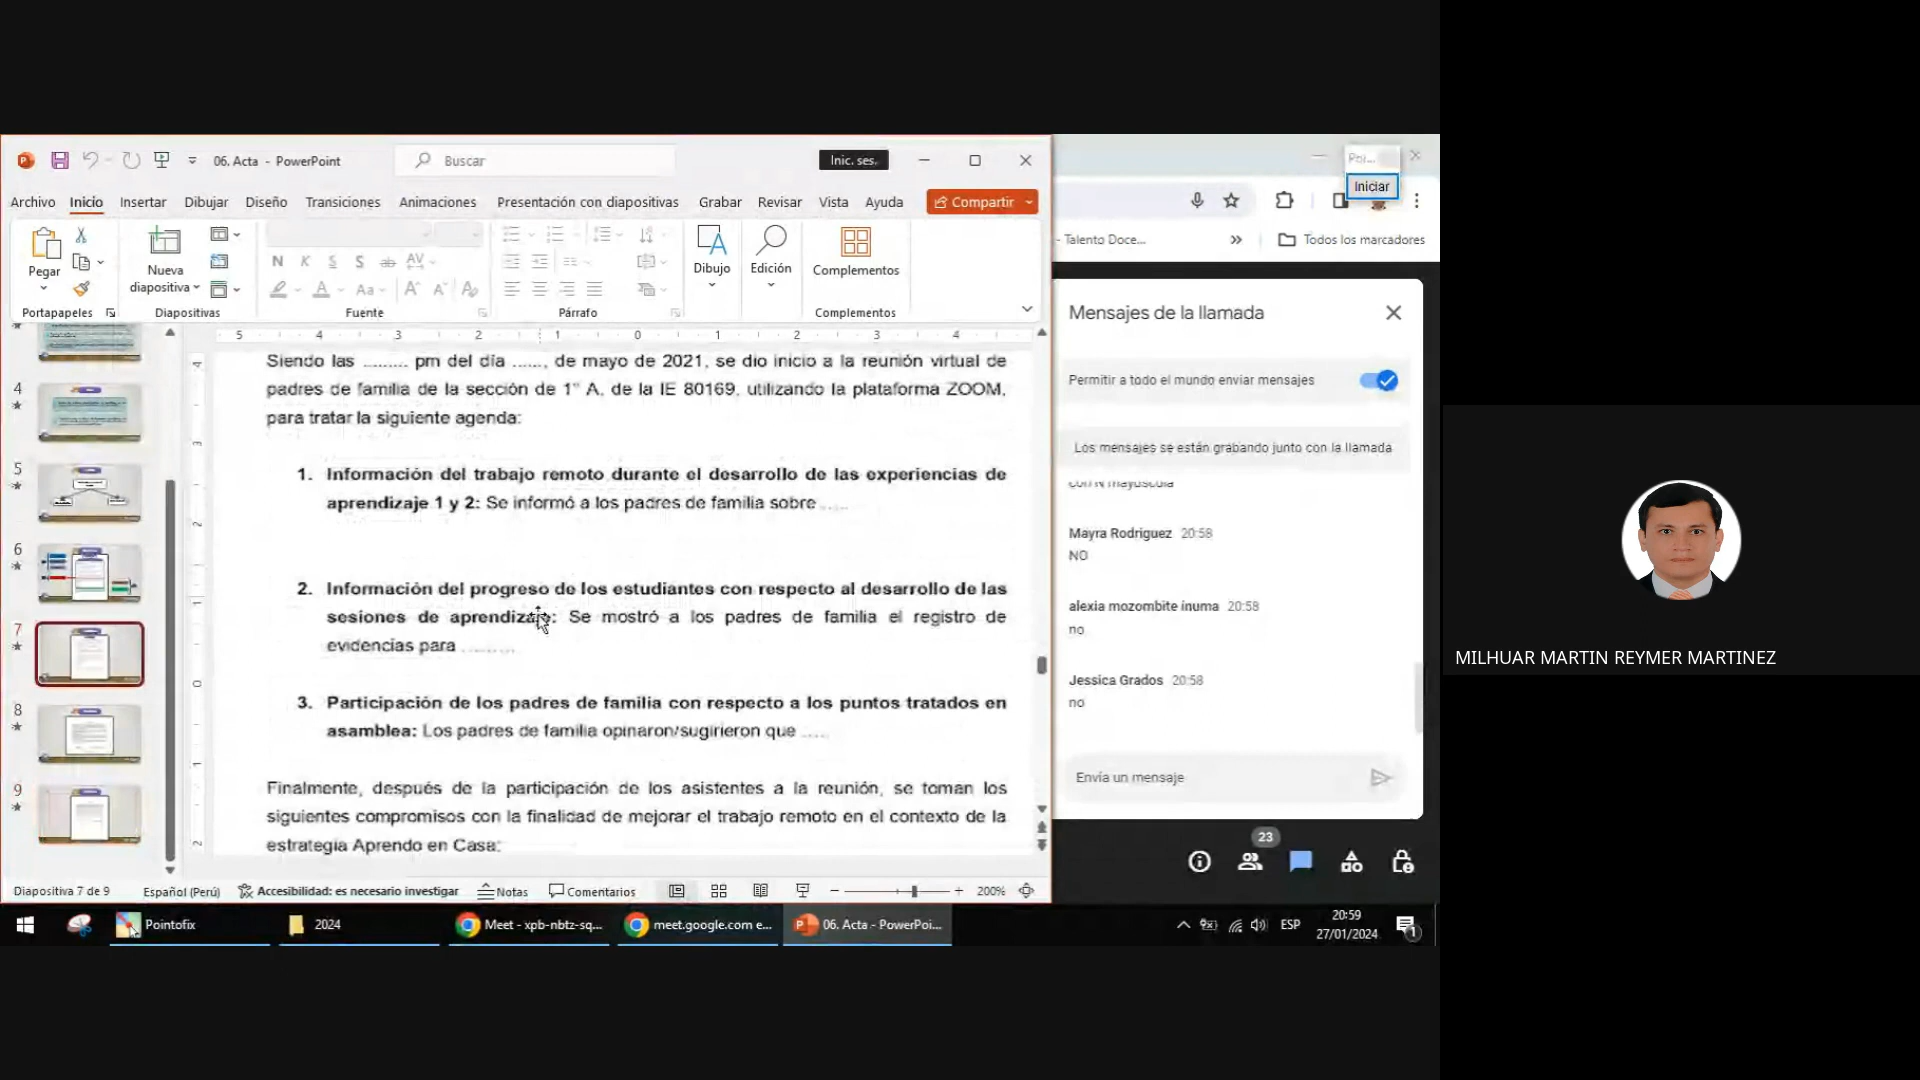 06. Acta - PowerPoint
Buscar
Inic. ses.
Archivo
Inicio
Insertar
Dibujar
Diseño
Transiciones
Animaciones
Presentación con diapositivas
Grabar
Revisar
Vista
Ayuda
Compartir
Pegar
Nueva
diapositiva
Dibujo
Edición
Complementos
Portapapeles
Diapositivas
Fuente
Párrafo
Complementos
4
5
6
7
8
9
Siendo las ........ pm del día ......, de mayo de 2021, se dio inicio a la reunión virtual de
padres de familia de la sección de 1° A, de la IE 80169, utilizando la plataforma ZOOM,
para tratar la siguiente agenda:
1. Información del trabajo remoto durante el desarrollo de las experiencias de
aprendizaje 1 y 2: Se informó a los padres de familia sobre .....
2. Información del progreso de los estudiantes con respecto al desarrollo de las
sesiones de aprendizaje: Se mostró a los padres de familia el registro de
evidencias para .........
3. Participación de los padres de familia con respecto a los puntos tratados en
asamblea: Los padres de familia opinaron/sugirieron que .....
Finalmente, después de la participación de los asistentes a la reunión, se toman los
siguientes compromisos con la finalidad de mejorar el trabajo remoto en el contexto de la
estrategia Aprendo en Casa:
Diapositiva 7 de 9
Español (Perú)
Accesibilidad: es necesario investigar
Notas
Comentarios
200%
Iniciar
- Talento Doce...
Todos los marcadores
Mensajes de la llamada
Permitir a todo el mundo enviar mensajes
Los mensajes se están grabando junto con la llamada
con N mayuscula
Mayra Rodriguez 20:58
NO
alexia mozombite inuma 20:58
no
Jessica Grados 20:58
no
Envía un mensaje
23
MILHUAR MARTIN REYMER MARTINEZ
Pointofix
2024
Meet - xpb-nbtz-sq...
meet.google.com e...
06. Acta - PowerPoi...
ESP
20:59
27/01/2024
1